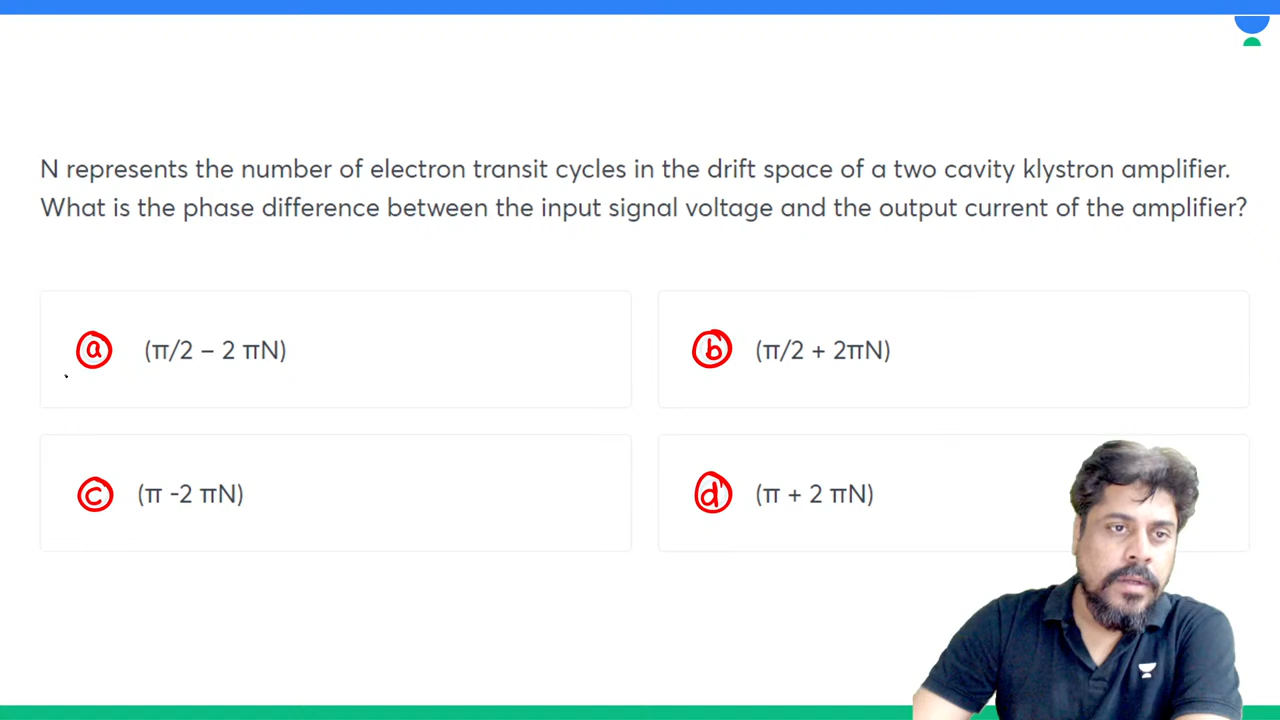 N represents the number of electron transit cycles in the drift space of a two cavity klystron amplifier.
What is the phase difference between the input signal voltage and the output current of the amplifier?
a (π/2 – 2 πN)
b (π/2 + 2πN)
c (π -2 πN)
d (π + 2 πN)